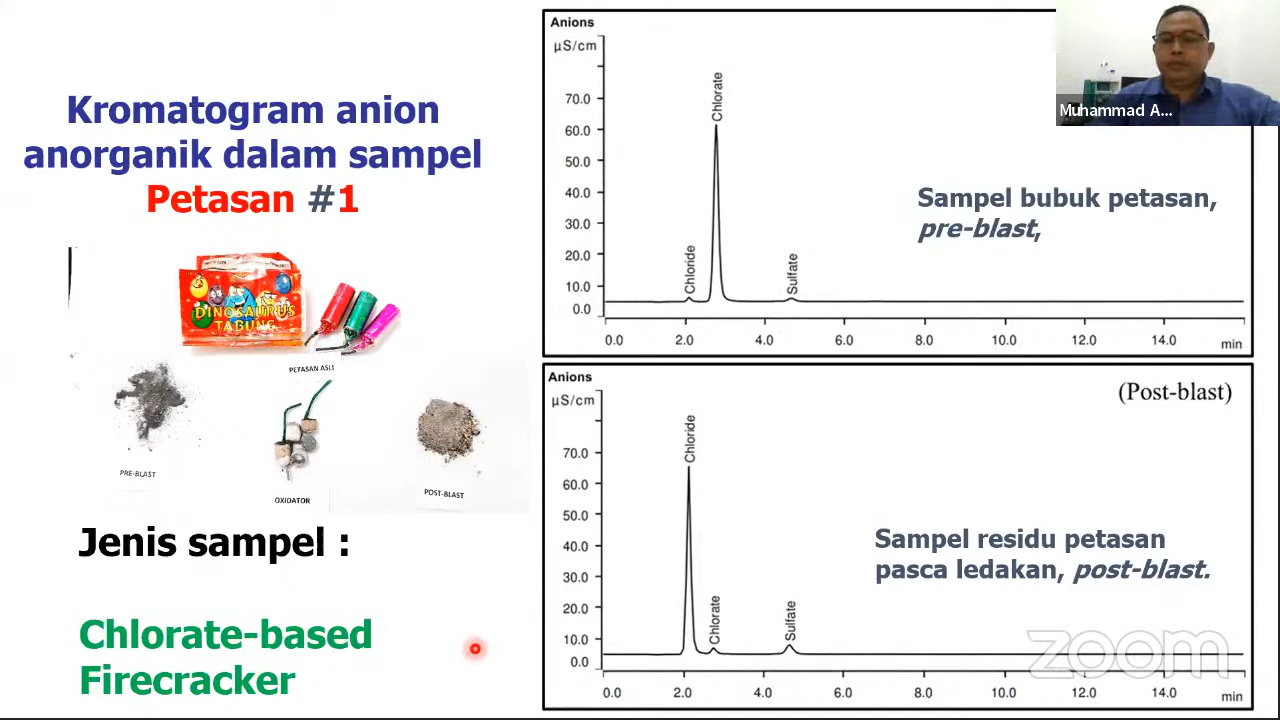 Kromatogram anion
anorganik dalam sampel
Petasan #1
DINOSAURUS
TABUNG
PETASAN ASLI
PRE-BLAST
OXIDATOR
POST-BLAST
Jenis sampel :
Chlorate-based
Firecracker
Anions
µS/cm
70.0
60.0
50.0
40.0
30.0
20.0
10.0
0.0
Chloride
Chlorate
Sulfate
0.0 2.0 4.0 6.0 8.0 10.0 12.0 14.0 min
Sampel bubuk petasan,
pre-blast,
Muhammad A...
Anions
µS/cm
(Post-blast)
70.0
60.0
50.0
40.0
30.0
20.0
10.0
0.0
Chloride
Chlorate
Sulfate
0.0 2.0 4.0 6.0 8.0 10.0 12.0 14.0 min
Sampel residu petasan
pasca ledakan, post-blast.
zoom